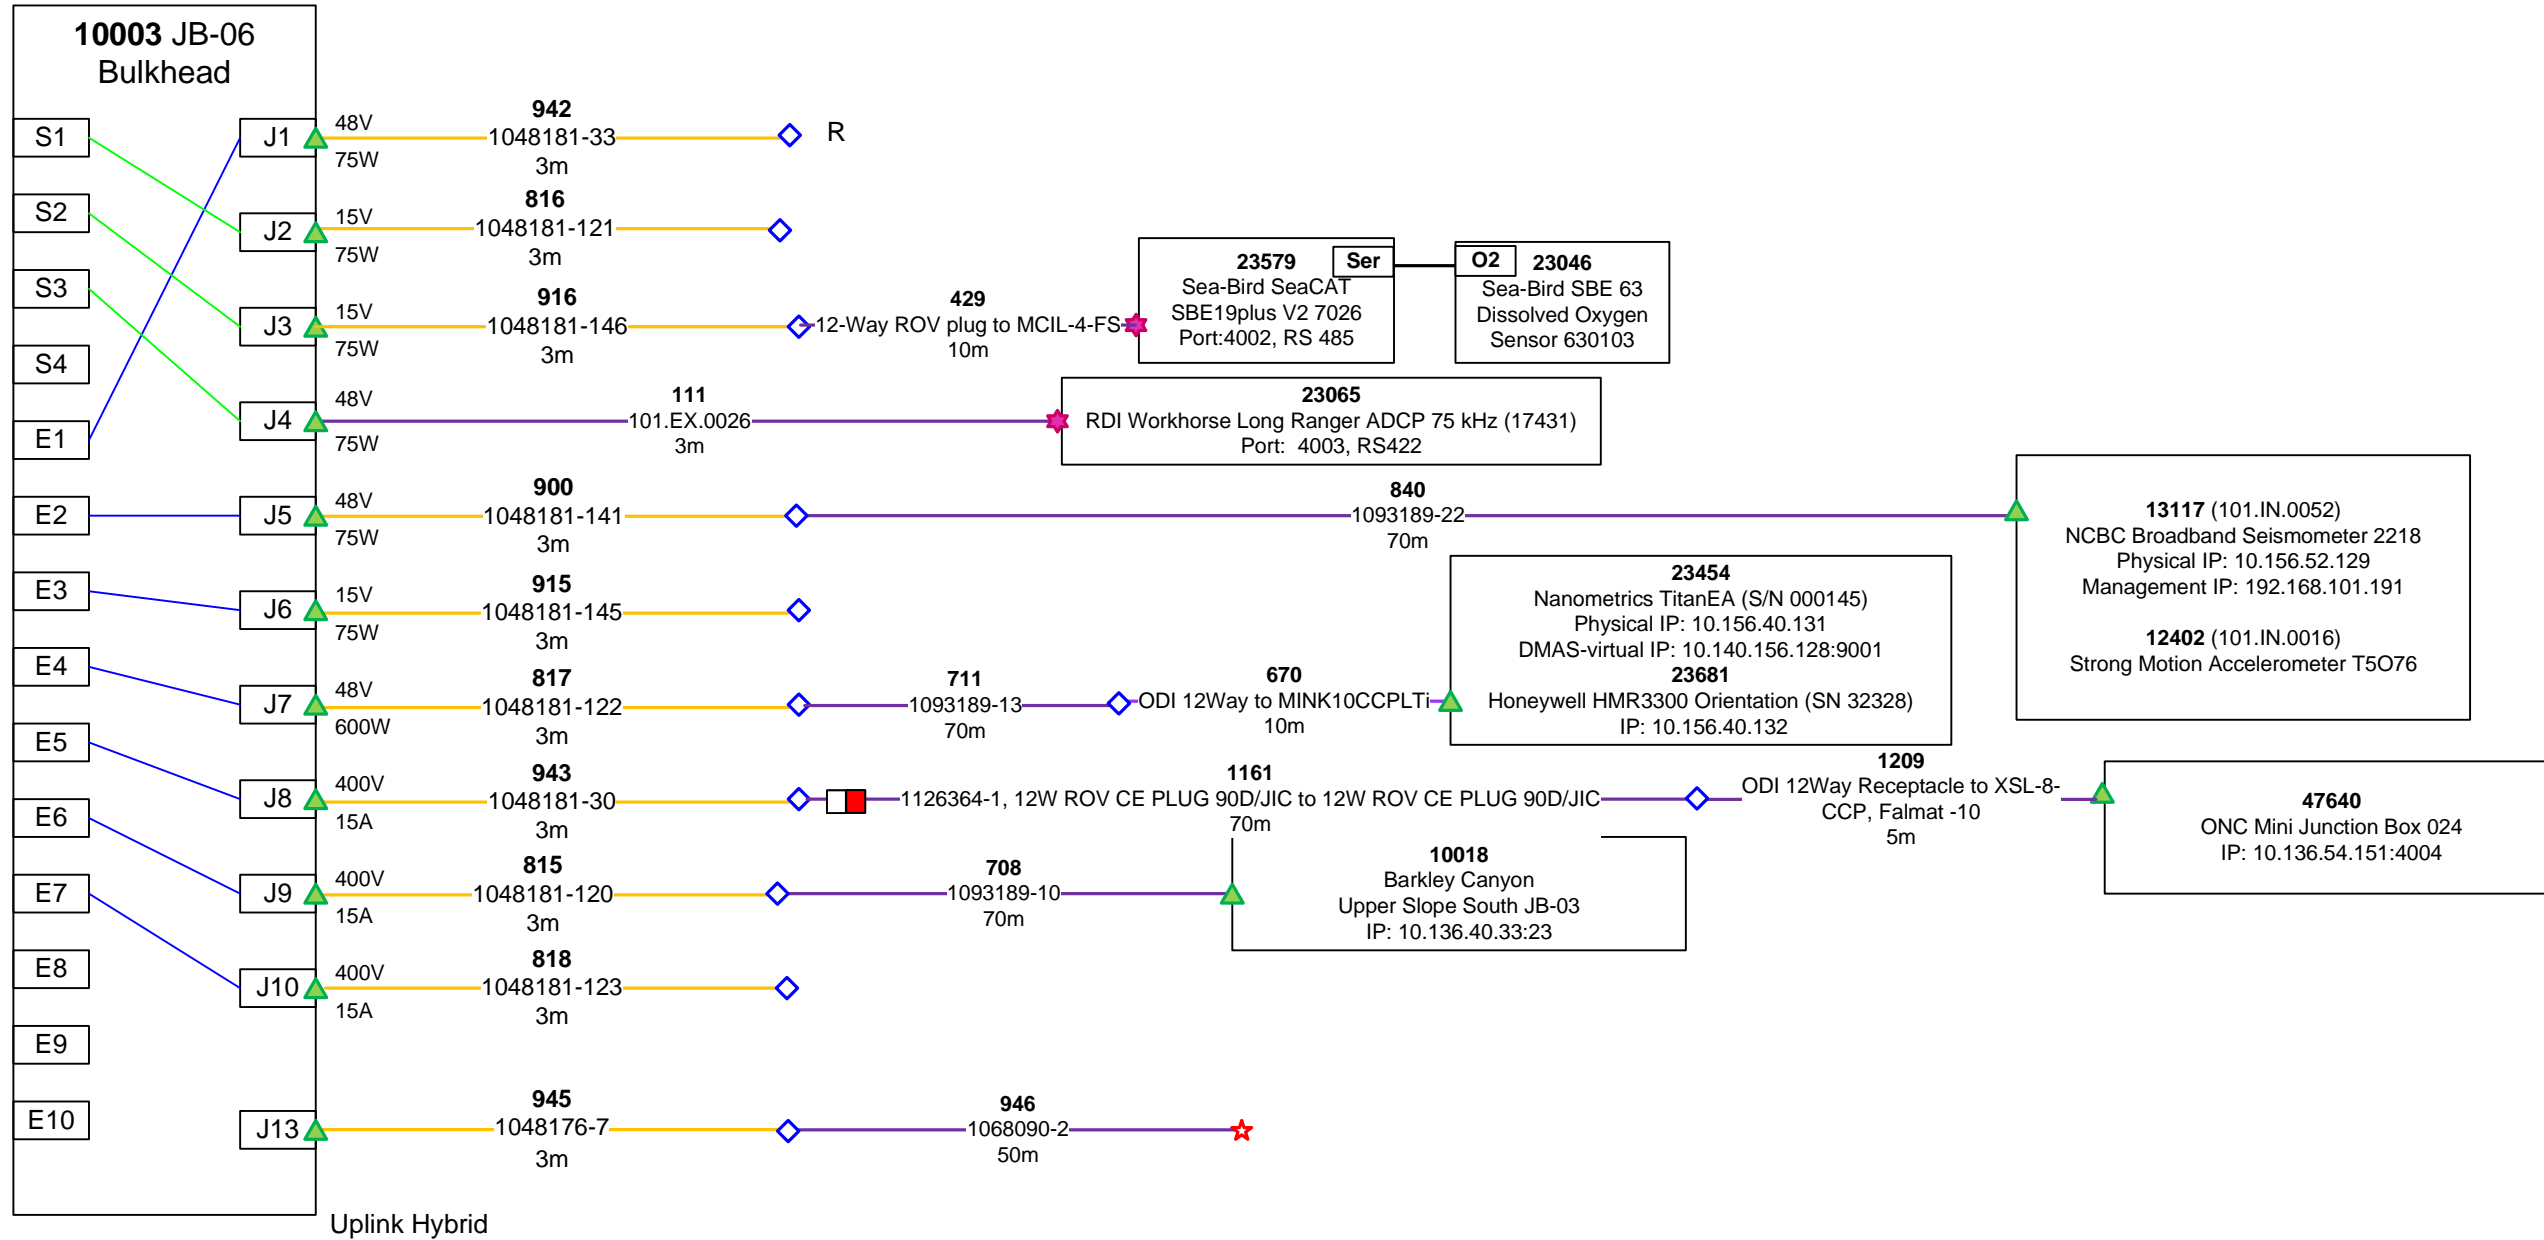 10003 JB-06
Bulkhead
S1
S2
S3
S4
E1
E2
E3
E4
E5
E6
E7
E8
E9
E10
J1
48V
75W
942
1048181-33
3m
R
J2
15V
75W
816
1048181-121
3m
J3
15V
75W
916
1048181-146
3m
429
12-Way ROV plug to MCIL-4-FS
10m
23579
Sea-Bird SeaCAT
SBE19plus V2 7026
Port:4002, RS 485
Ser
O2
23046
Sea-Bird SBE 63
Dissolved Oxygen
Sensor 630103
J4
48V
75W
111
101.EX.0026
3m
23065
RDI Workhorse Long Ranger ADCP 75 kHz (17431)
Port:  4003, RS422
J5
48V
75W
900
1048181-141
3m
840
1093189-22
70m
13117 (101.IN.0052)
NCBC Broadband Seismometer 2218
Physical IP: 10.156.52.129
Management IP: 192.168.101.191
12402 (101.IN.0016)
Strong Motion Accelerometer T5O76
J6
15V
75W
915
1048181-145
3m
J7
48V
600W
817
1048181-122
3m
711
1093189-13
70m
670
ODI 12Way to MINK10CCPLTi
10m
23454
Nanometrics TitanEA (S/N 000145)
Physical IP: 10.156.40.131
DMAS-virtual IP: 10.140.156.128:9001
23681
Honeywell HMR3300 Orientation (SN 32328)
IP: 10.156.40.132
J8
400V
15A
943
1048181-30
3m
1161
1126364-1, 12W ROV CE PLUG 90D/JIC to 12W ROV CE PLUG 90D/JIC
70m
1209
ODI 12Way Receptacle to XSL-8-
CCP, Falmat -10
5m
47640
ONC Mini Junction Box 024
IP: 10.136.54.151:4004
J9
400V
15A
815
1048181-120
3m
708
1093189-10
70m
10018
Barkley Canyon
Upper Slope South JB-03
IP: 10.136.40.33:23
J10
400V
15A
818
1048181-123
3m
J13
945
1048176-7
3m
946
1068090-2
50m
Uplink Hybrid